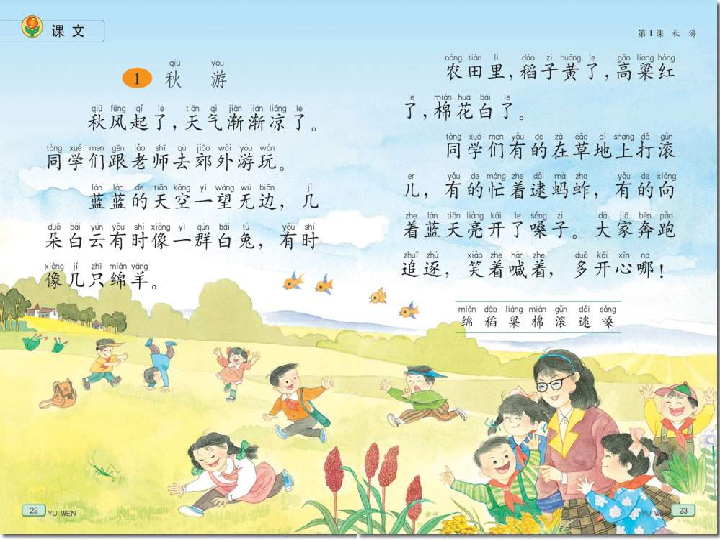 课文
第1课 秋游
1 秋游
qiū yóu
qiū fēng qǐ le tiān qì jiàn jiàn liáng le
秋风起了，天气渐渐凉了。
tóng xué men gēn lǎo shī qù jiāo wài yóu wán
同学们跟老师去郊外游玩。
lán lán de tiān kōng yí wàng wú biān jǐ
蓝蓝的天空一望无边，几
duǒ bái yún yǒu shí xiàng yì qún bái tù yǒu shí
朵白云有时像一群白兔，有时
xiàng jǐ zhī mián yáng
像几只绵羊。
nóng tián lǐ dào zi huáng le gāo liang hóng
农田里，稻子黄了，高粱红
le mián huā bái le
了，棉花白了。
tóng xué men yǒu de zài cǎo dì shang dǎ gǔn
同学们有的在草地上打滚
er yǒu de máng zhe dǎi mà zha yǒu de xiàng
儿，有的忙着逮蚂蚱，有的向
zhe lán tiān liàng kāi le sǎng zi dà jiā bēn pǎo
着蓝天亮开了嗓子。大家奔跑
zhuī zhú xiào zhe hǎn zhe duō kāi xīn na
追逐，笑着喊着，多开心哪！
mián dào liáng mián gǔn dǎi sǎng
绵 稻 粱 棉 滚 逮 嗓
22 YU WEN
YU WEN 23